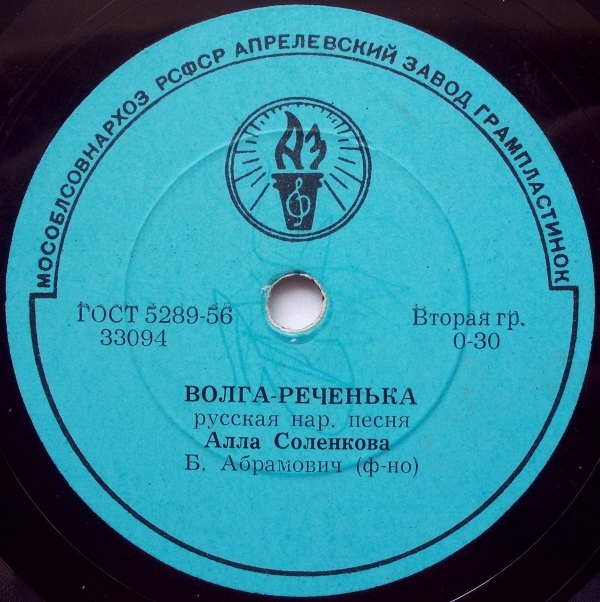 МОСОБЛСОВНАРХОЗ РСФСР АПРЕЛЕВСКИЙ ЗАВОД ГРАМПЛАСТИНОК
АЗ
ГОСТ 5289-56
33094
Вторая гр.
0-30
ВОЛГА-РЕЧЕНЬКА
русская нар. песня
Алла Соленкова
Б. Абрамович (ф-но)